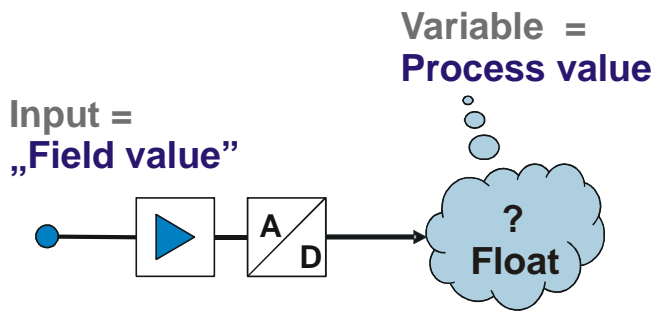 Variable =
Process value
Input =
„Field value”
A
D
?
Float